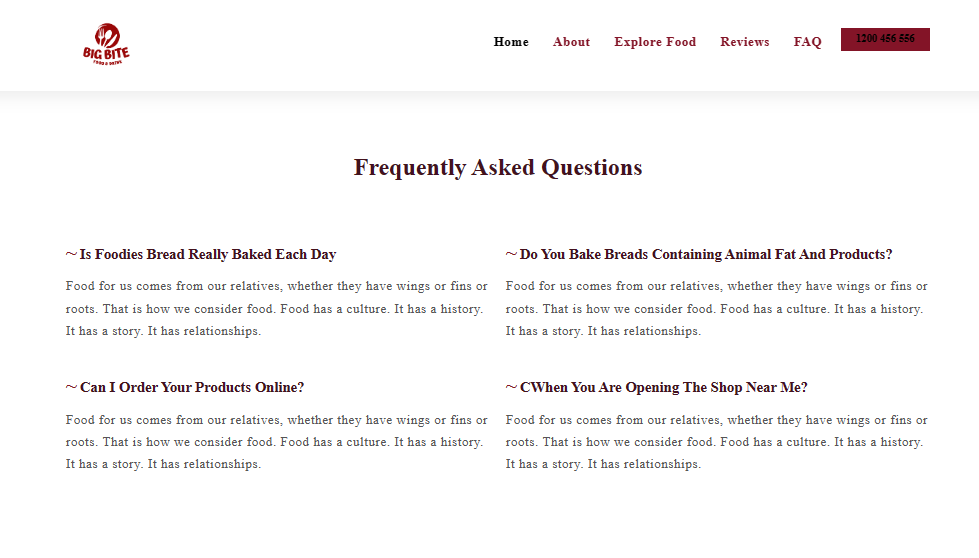 BIG BITE
FOOD & DRINK
Home About Explore Food Reviews FAQ 1200 456 556
Frequently Asked Questions
~ Is Foodies Bread Really Baked Each Day
Food for us comes from our relatives, whether they have wings or fins or
roots. That is how we consider food. Food has a culture. It has a history.
It has a story. It has relationships.
~ Do You Bake Breads Containing Animal Fat And Products?
Food for us comes from our relatives, whether they have wings or fins or
roots. That is how we consider food. Food has a culture. It has a history.
It has a story. It has relationships.
~ Can I Order Your Products Online?
Food for us comes from our relatives, whether they have wings or fins or
roots. That is how we consider food. Food has a culture. It has a history.
It has a story. It has relationships.
~ CWhen You Are Opening The Shop Near Me?
Food for us comes from our relatives, whether they have wings or fins or
roots. That is how we consider food. Food has a culture. It has a history.
It has a story. It has relationships.